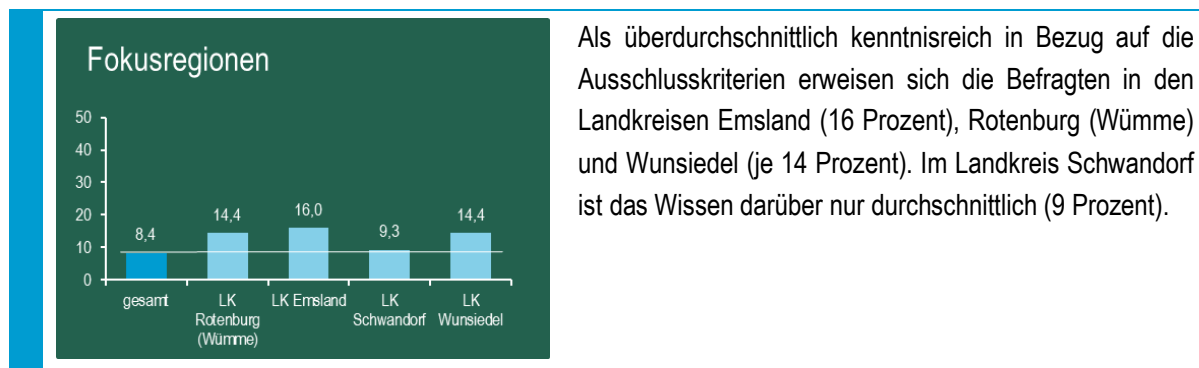 Fokusregionen
50
40
30
20
10
0
8,4
14,4
16,0
9,3
14,4
gesamt
LK
Rotenburg
(Wümme)
LK Emsland
LK
Schwandorf
LK
Wunsiedel
Als überdurchschnittlich kenntnisreich in Bezug auf die
Ausschlusskriterien erweisen sich die Befragten in den
Landkreisen Emsland (16 Prozent), Rotenburg (Wümme)
und Wunsiedel (je 14 Prozent). Im Landkreis Schwandorf
ist das Wissen darüber nur durchschnittlich (9 Prozent).